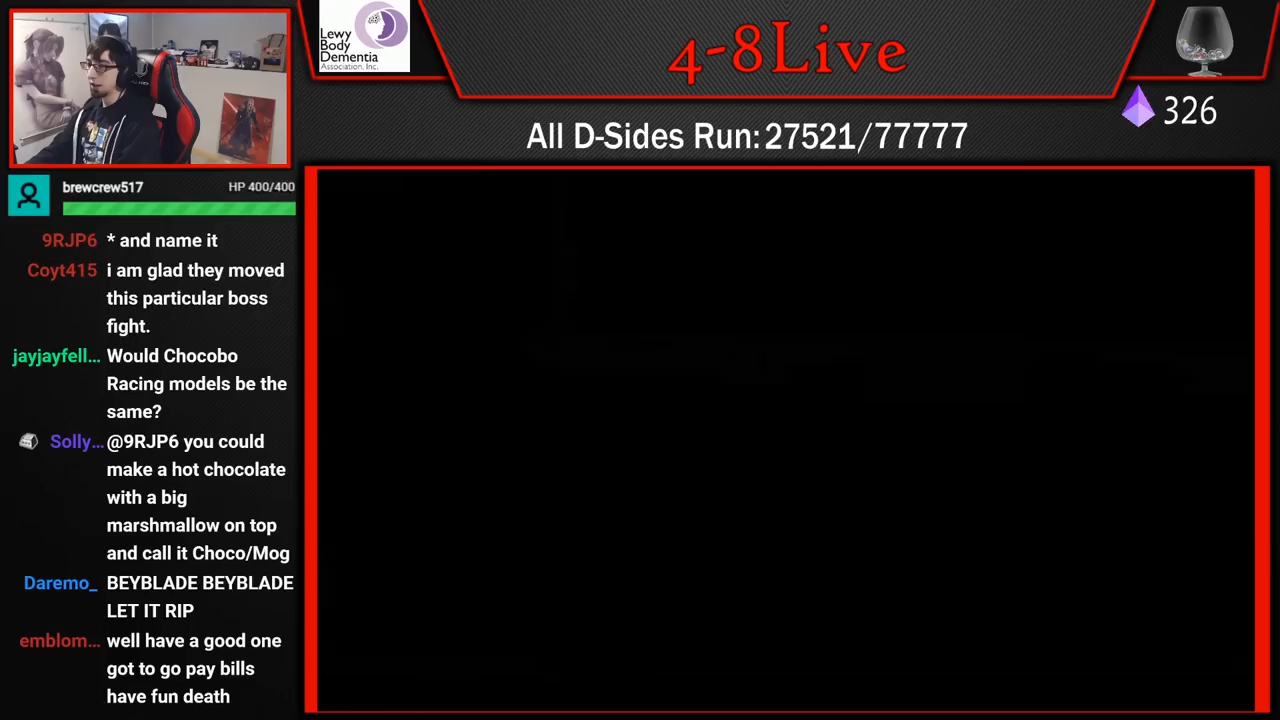 Lewy
Body
Dementia
Association, Inc.
4-8Live
326
All D-Sides Run: 27521/77777
brewcrew517 HP 400/400
9RJP6 * and name it
Coyt415 i am glad they moved
this particular boss
fight.
jayjayfell... Would Chocobo
Racing models be the
same?
Solly... @9RJP6 you could
make a hot chocolate
with a big
marshmallow on top
and call it Choco/Mog
Daremo_ BEYBLADE BEYBLADE
LET IT RIP
emblom... well have a good one
got to go pay bills
have fun death